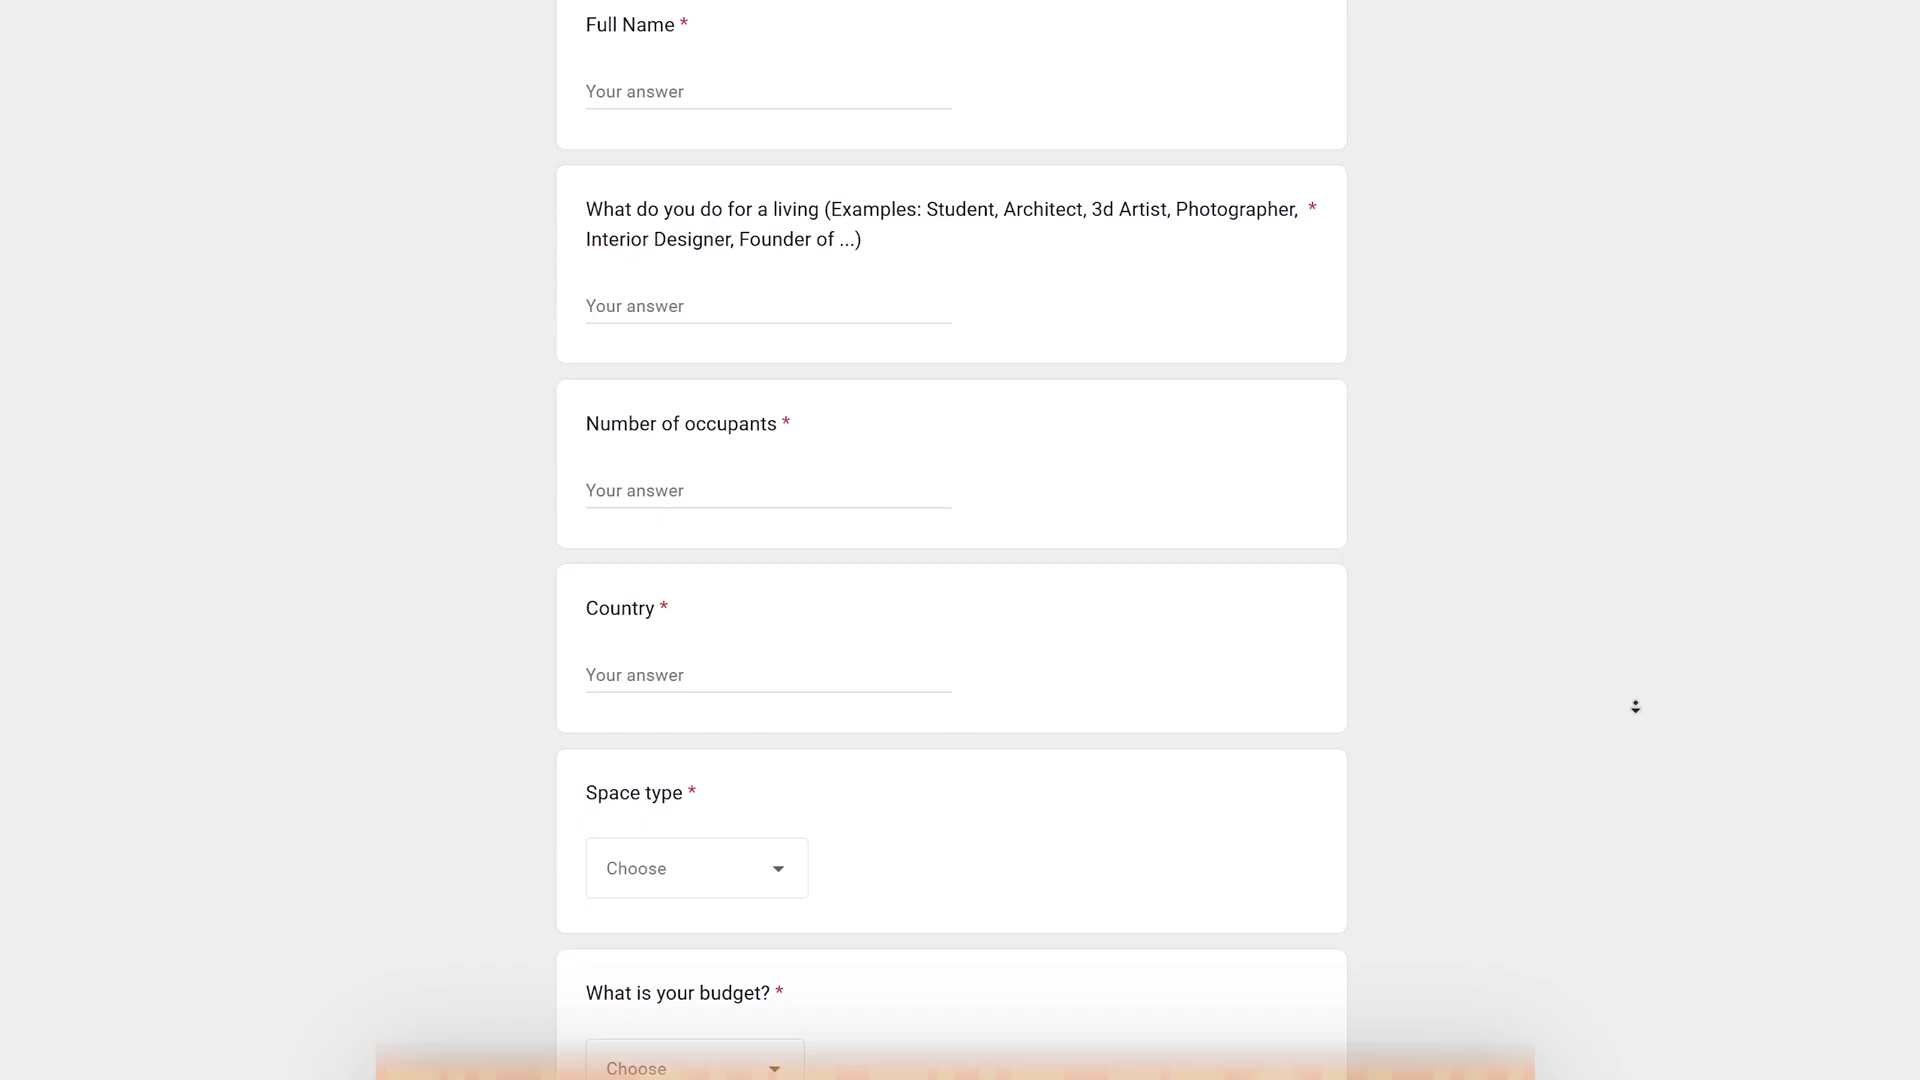 Full Name *
Your answer
What do you do for a living (Examples: Student, Architect, 3d Artist, Photographer, *
Interior Designer, Founder of ...)
Your answer
Number of occupants *
Your answer
Country *
Your answer
Space type *
Choose
What is your budget? *
Choose